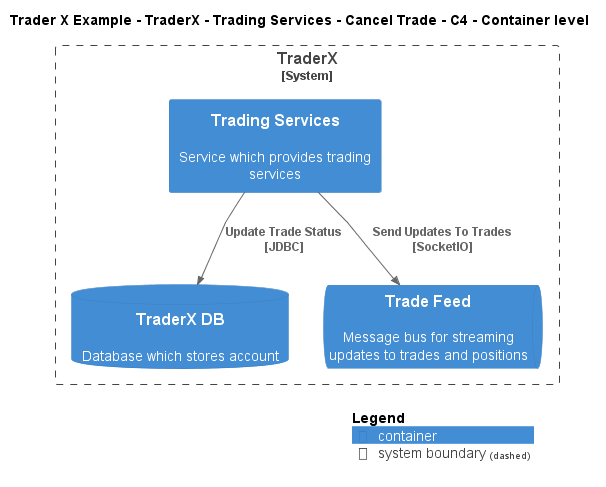 Trader X Example - TraderX - Trading Services - Cancel Trade - C4 - Container level
TraderX
[System]
Trading Services
Service which provides trading
services
Update Trade Status
[JDBC]
Send Updates To Trades
[SocketIO]
TraderX DB
Database which stores account
Trade Feed
Message bus for streaming
updates to trades and positions
Legend
container
system boundary (dashed)